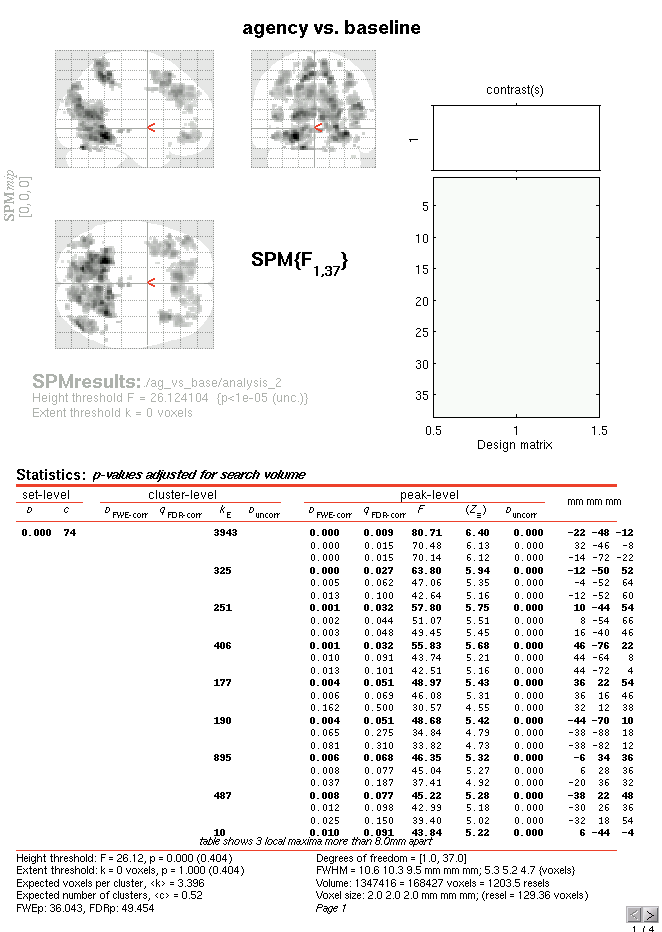 agency vs. baseline
contrast(s)
1
SPMmip
[0, 0, 0]
<
<
<
SPM{F1,37}
5
10
15
20
25
30
35
0.5 1 1.5
Design matrix
SPMresults: ./ag_vs_base/analysis_2
Height threshold F = 26.124104 {p<1e-05 (unc.)}
Extent threshold k = 0 voxels
Statistics: p-values adjusted for search volume
set-level cluster-level peak-level mm mm mm
p c pFWE-corr qFDR-corr kE puncorr pFWE-corr qFDR-corr F (Z≡) puncorr
0.000 74 3943 0.000 0.009 80.71 6.40 0.000 -22 -48 -12
0.000 0.015 70.48 6.13 0.000 32 -46 -8
0.000 0.015 70.14 6.12 0.000 -14 -72 -22
325 0.000 0.027 63.80 5.94 0.000 -12 -50 52
0.005 0.062 47.06 5.35 0.000 -4 -52 64
0.013 0.100 42.64 5.16 0.000 -12 -52 60
251 0.001 0.032 57.80 5.75 0.000 10 -44 54
0.002 0.044 51.07 5.51 0.000 8 -54 66
0.003 0.048 49.45 5.45 0.000 16 -40 46
406 0.001 0.032 55.83 5.68 0.000 46 -76 22
0.010 0.091 43.74 5.21 0.000 44 -64 8
0.013 0.101 42.51 5.16 0.000 44 -72 4
177 0.004 0.051 48.97 5.43 0.000 36 22 54
0.006 0.069 46.08 5.31 0.000 36 16 46
0.162 0.500 30.57 4.55 0.000 32 12 38
190 0.004 0.051 48.68 5.42 0.000 -44 -70 10
0.065 0.275 34.84 4.79 0.000 -38 -88 18
0.081 0.310 33.82 4.73 0.000 -38 -82 12
895 0.006 0.068 46.35 5.32 0.000 -6 34 36
0.008 0.077 45.04 5.27 0.000 6 28 36
0.037 0.187 37.41 4.92 0.000 -20 36 32
487 0.008 0.077 45.22 5.28 0.000 -38 22 48
0.012 0.098 42.99 5.18 0.000 -30 26 36
0.025 0.150 39.40 5.02 0.000 -32 18 54
10 0.010 0.091 43.84 5.22 0.000 6 -44 -4
table shows 3 local maxima more than 8.0mm apart
Height threshold: F = 26.12, p = 0.000 (0.404)
Extent threshold: k = 0 voxels, p = 1.000 (0.404)
Expected voxels per cluster, <k> = 3.396
Expected number of clusters, <c> = 0.52
FWEp: 36.043, FDRp: 49.454
Degrees of freedom = [1.0, 37.0]
FWHM = 10.6 10.3 9.5 mm mm mm; 5.3 5.2 4.7 {voxels}
Volume: 1347416 = 168427 voxels = 1203.5 resels
Voxel size: 2.0 2.0 2.0 mm mm mm; (resel = 129.36 voxels)
Page 1
< >
1 / 4